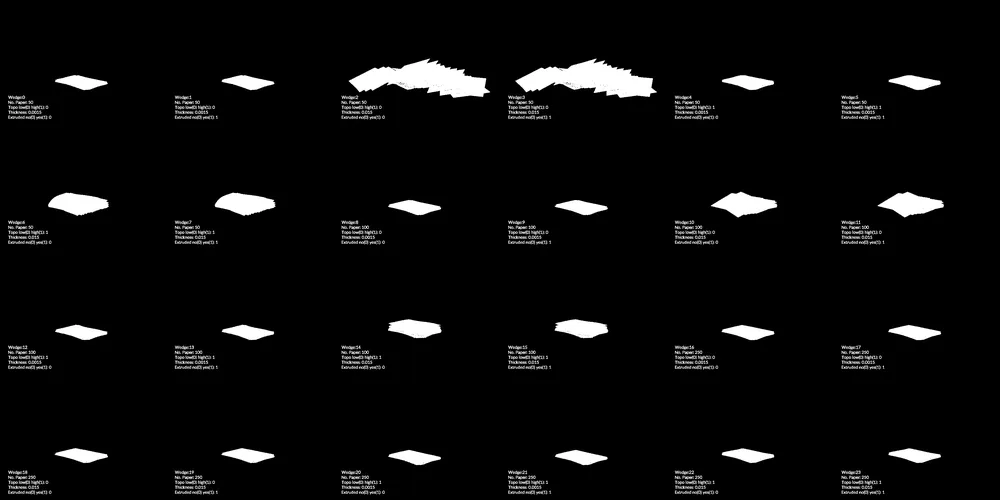 Wedge:0
No. Paper: 50
Topo low(0) high(1): 0
Thickness: 0.0015
Extruded no(0) yes(1): 0
Wedge:1
No. Paper: 50
Topo low(0) high(1): 0
Thickness: 0.0015
Extruded no(0) yes(1): 1
Wedge:2
No. Paper: 50
Topo low(0) high(1): 0
Thickness: 0.015
Extruded no(0) yes(1): 0
Wedge:3
No. Paper: 50
Topo low(0) high(1): 0
Thickness: 0.015
Extruded no(0) yes(1): 1
Wedge:4
No. Paper: 50
Topo low(0) high(1): 1
Thickness: 0.0015
Extruded no(0) yes(1): 0
Wedge:5
No. Paper: 50
Topo low(0) high(1): 1
Thickness: 0.0015
Extruded no(0) yes(1): 1
Wedge:6
No. Paper: 50
Topo low(0) high(1): 1
Thickness: 0.015
Extruded no(0) yes(1): 0
Wedge:7
No. Paper: 50
Topo low(0) high(1): 1
Thickness: 0.015
Extruded no(0) yes(1): 1
Wedge:8
No. Paper: 100
Topo low(0) high(1): 0
Thickness: 0.0015
Extruded no(0) yes(1): 0
Wedge:9
No. Paper: 100
Topo low(0) high(1): 0
Thickness: 0.0015
Extruded no(0) yes(1): 1
Wedge:10
No. Paper: 100
Topo low(0) high(1): 0
Thickness: 0.015
Extruded no(0) yes(1): 0
Wedge:11
No. Paper: 100
Topo low(0) high(1): 0
Thickness: 0.015
Extruded no(0) yes(1): 1
Wedge:12
No. Paper: 100
Topo low(0) high(1): 1
Thickness: 0.0015
Extruded no(0) yes(1): 0
Wedge:13
No. Paper: 100
Topo low(0) high(1): 1
Thickness: 0.0015
Extruded no(0) yes(1): 1
Wedge:14
No. Paper: 100
Topo low(0) high(1): 1
Thickness: 0.015
Extruded no(0) yes(1): 0
Wedge:15
No. Paper: 100
Topo low(0) high(1): 1
Thickness: 0.015
Extruded no(0) yes(1): 1
Wedge:16
No. Paper: 250
Topo low(0) high(1): 0
Thickness: 0.0015
Extruded no(0) yes(1): 0
Wedge:17
No. Paper: 250
Topo low(0) high(1): 0
Thickness: 0.0015
Extruded no(0) yes(1): 1
Wedge:18
No. Paper: 250
Topo low(0) high(1): 0
Thickness: 0.015
Extruded no(0) yes(1): 0
Wedge:19
No. Paper: 250
Topo low(0) high(1): 0
Thickness: 0.015
Extruded no(0) yes(1): 1
Wedge:20
No. Paper: 250
Topo low(0) high(1): 1
Thickness: 0.0015
Extruded no(0) yes(1): 0
Wedge:21
No. Paper: 250
Topo low(0) high(1): 1
Thickness: 0.0015
Extruded no(0) yes(1): 1
Wedge:22
No. Paper: 250
Topo low(0) high(1): 1
Thickness: 0.015
Extruded no(0) yes(1): 0
Wedge:23
No. Paper: 250
Topo low(0) high(1): 1
Thickness: 0.015
Extruded no(0) yes(1): 1